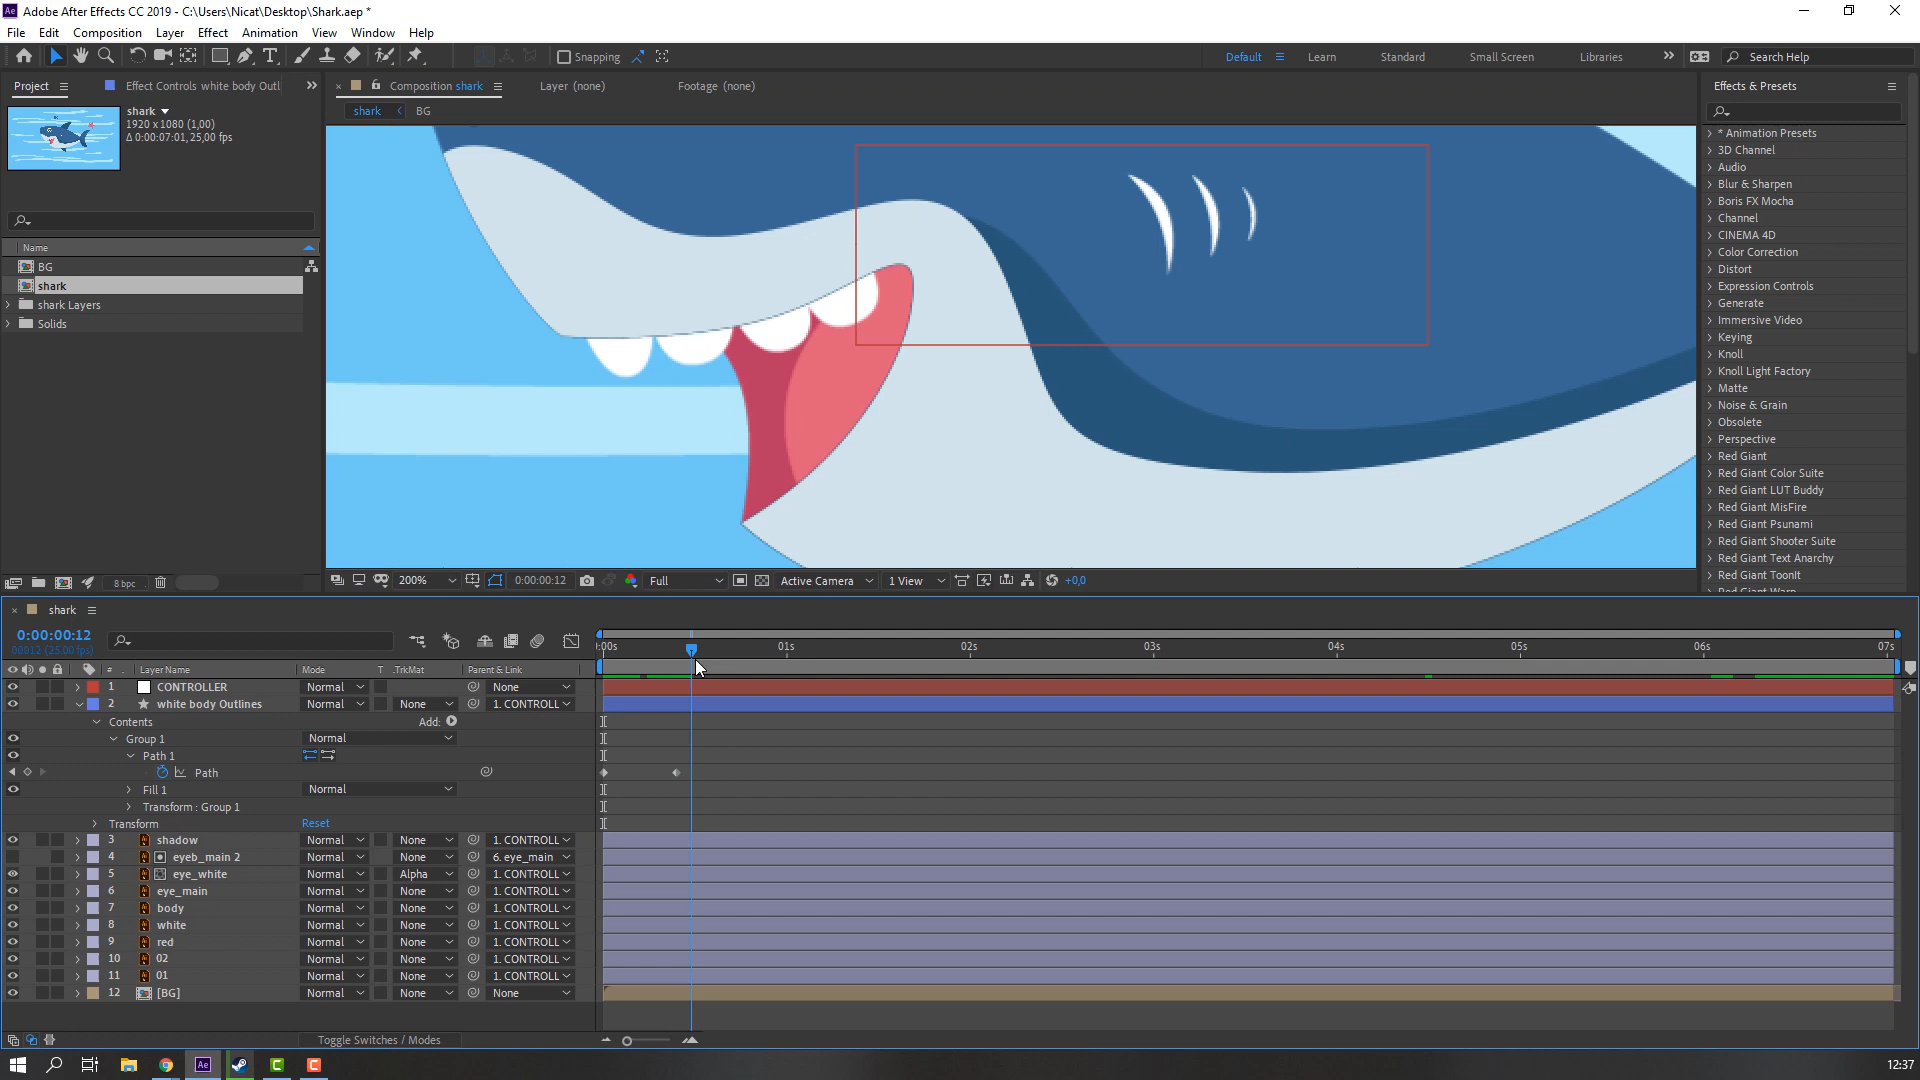 Adobe After Effects CC 2019 - C:\Users\Nicat\Desktop\Shark.aep *
File Edit Composition Layer Effect Animation View Window Help
Snapping Default Learn Standard Small Screen Libraries Search Help
Project Effect Controls white body Outl Composition shark Layer (none) Footage (none) Effects & Presets
shark
1920 x 1080 (1,00)
Δ 0:00:07:01, 25,00 fps
shark BG
Name
BG
shark
shark Layers
Solids
* Animation Presets
3D Channel
Audio
Blur & Sharpen
Boris FX Mocha
Channel
CINEMA 4D
Color Correction
Distort
Expression Controls
Generate
Immersive Video
Keying
Knoll
Knoll Light Factory
Matte
Noise & Grain
Obsolete
Perspective
Red Giant
Red Giant Color Suite
Red Giant LUT Buddy
Red Giant MisFire
Red Giant Psunami
Red Giant Shooter Suite
Red Giant Text Anarchy
Red Giant ToonIt
Red Giant Warp
8 bpc 200% 0:00:00:12 Full Active Camera 1 View +0,0
shark
0:00:00:12
00012 (25.00 fps)
:00s 01s 02s 03s 04s 05s 06s 07s
# Layer Name Mode T .TrkMat Parent & Link
1 CONTROLLER Normal None
2 white body Outlines Normal None 1. CONTROLL
Contents Add:
Group 1 Normal
Path 1
Path
Fill 1 Normal
Transform : Group 1
Transform Reset
3 shadow Normal None 1. CONTROLL
4 eyeb_main 2 Normal None 6. eye_main
5 eye_white Normal Alpha 1. CONTROLL
6 eye_main Normal None 1. CONTROLL
7 body Normal None 1. CONTROLL
8 white Normal None 1. CONTROLL
9 red Normal None 1. CONTROLL
10 02 Normal None 1. CONTROLL
11 01 Normal None 1. CONTROLL
12 [BG] Normal None None
Toggle Switches / Modes
Ae 12:37